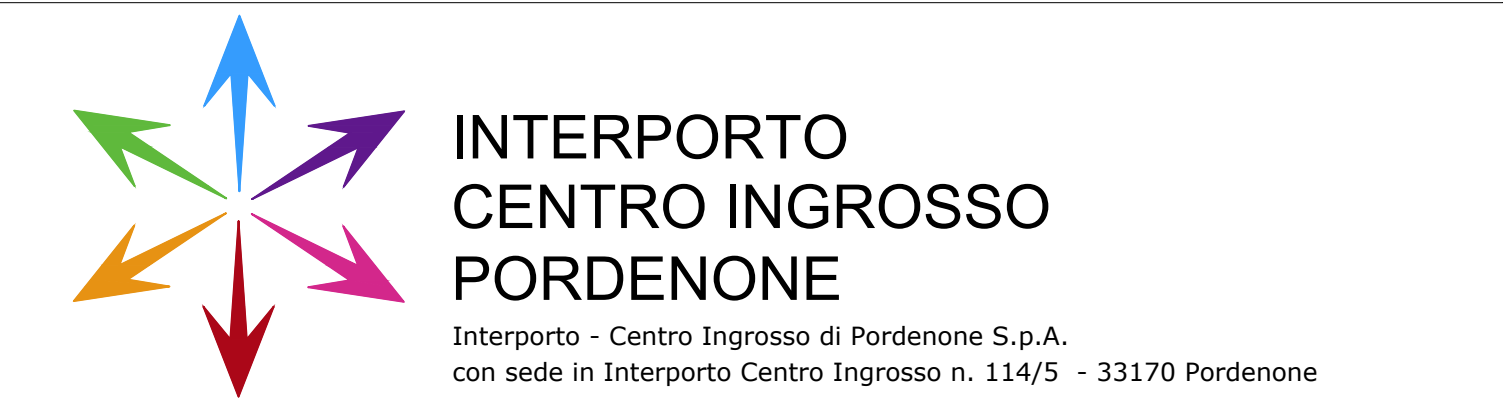 INTERPORTO
CENTRO INGROSSO
PORDENONE
Interporto - Centro Ingrosso di Pordenone S.p.A.
con sede in Interporto Centro Ingrosso n. 114/5 - 33170 Pordenone